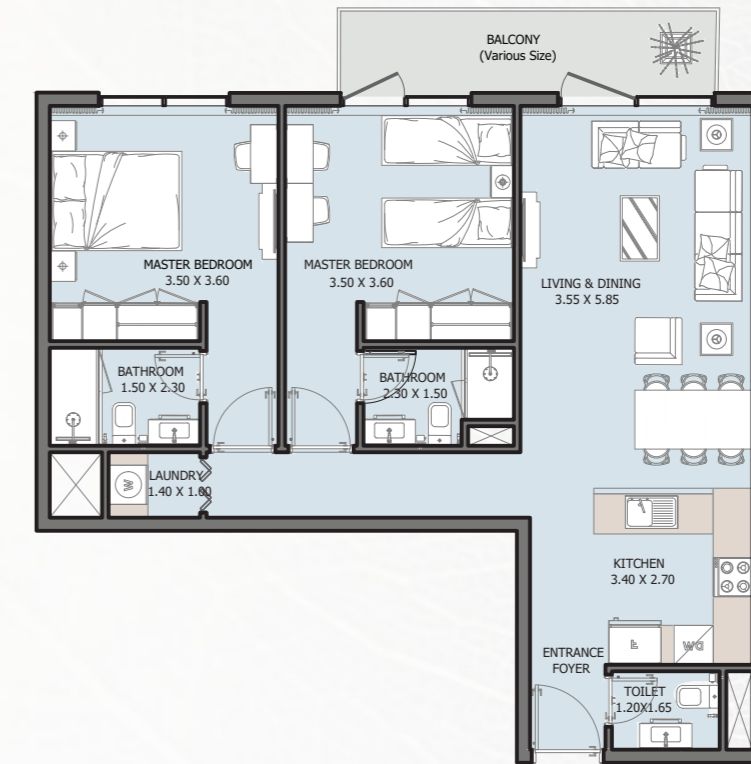 BALCONY
(Various Size)
MASTER BEDROOM
3.50 X 3.60
MASTER BEDROOM
3.50 X 3.60
LIVING & DINING
3.55 X 5.85
BATHROOM
1.50 X 2.30
BATHROOM
2.30 X 1.50
LAUNDRY
1.40 X 1.00
W
KITCHEN
3.40 X 2.70
F
WD
ENTRANCE
FOYER
TOILET
1.20X1.65